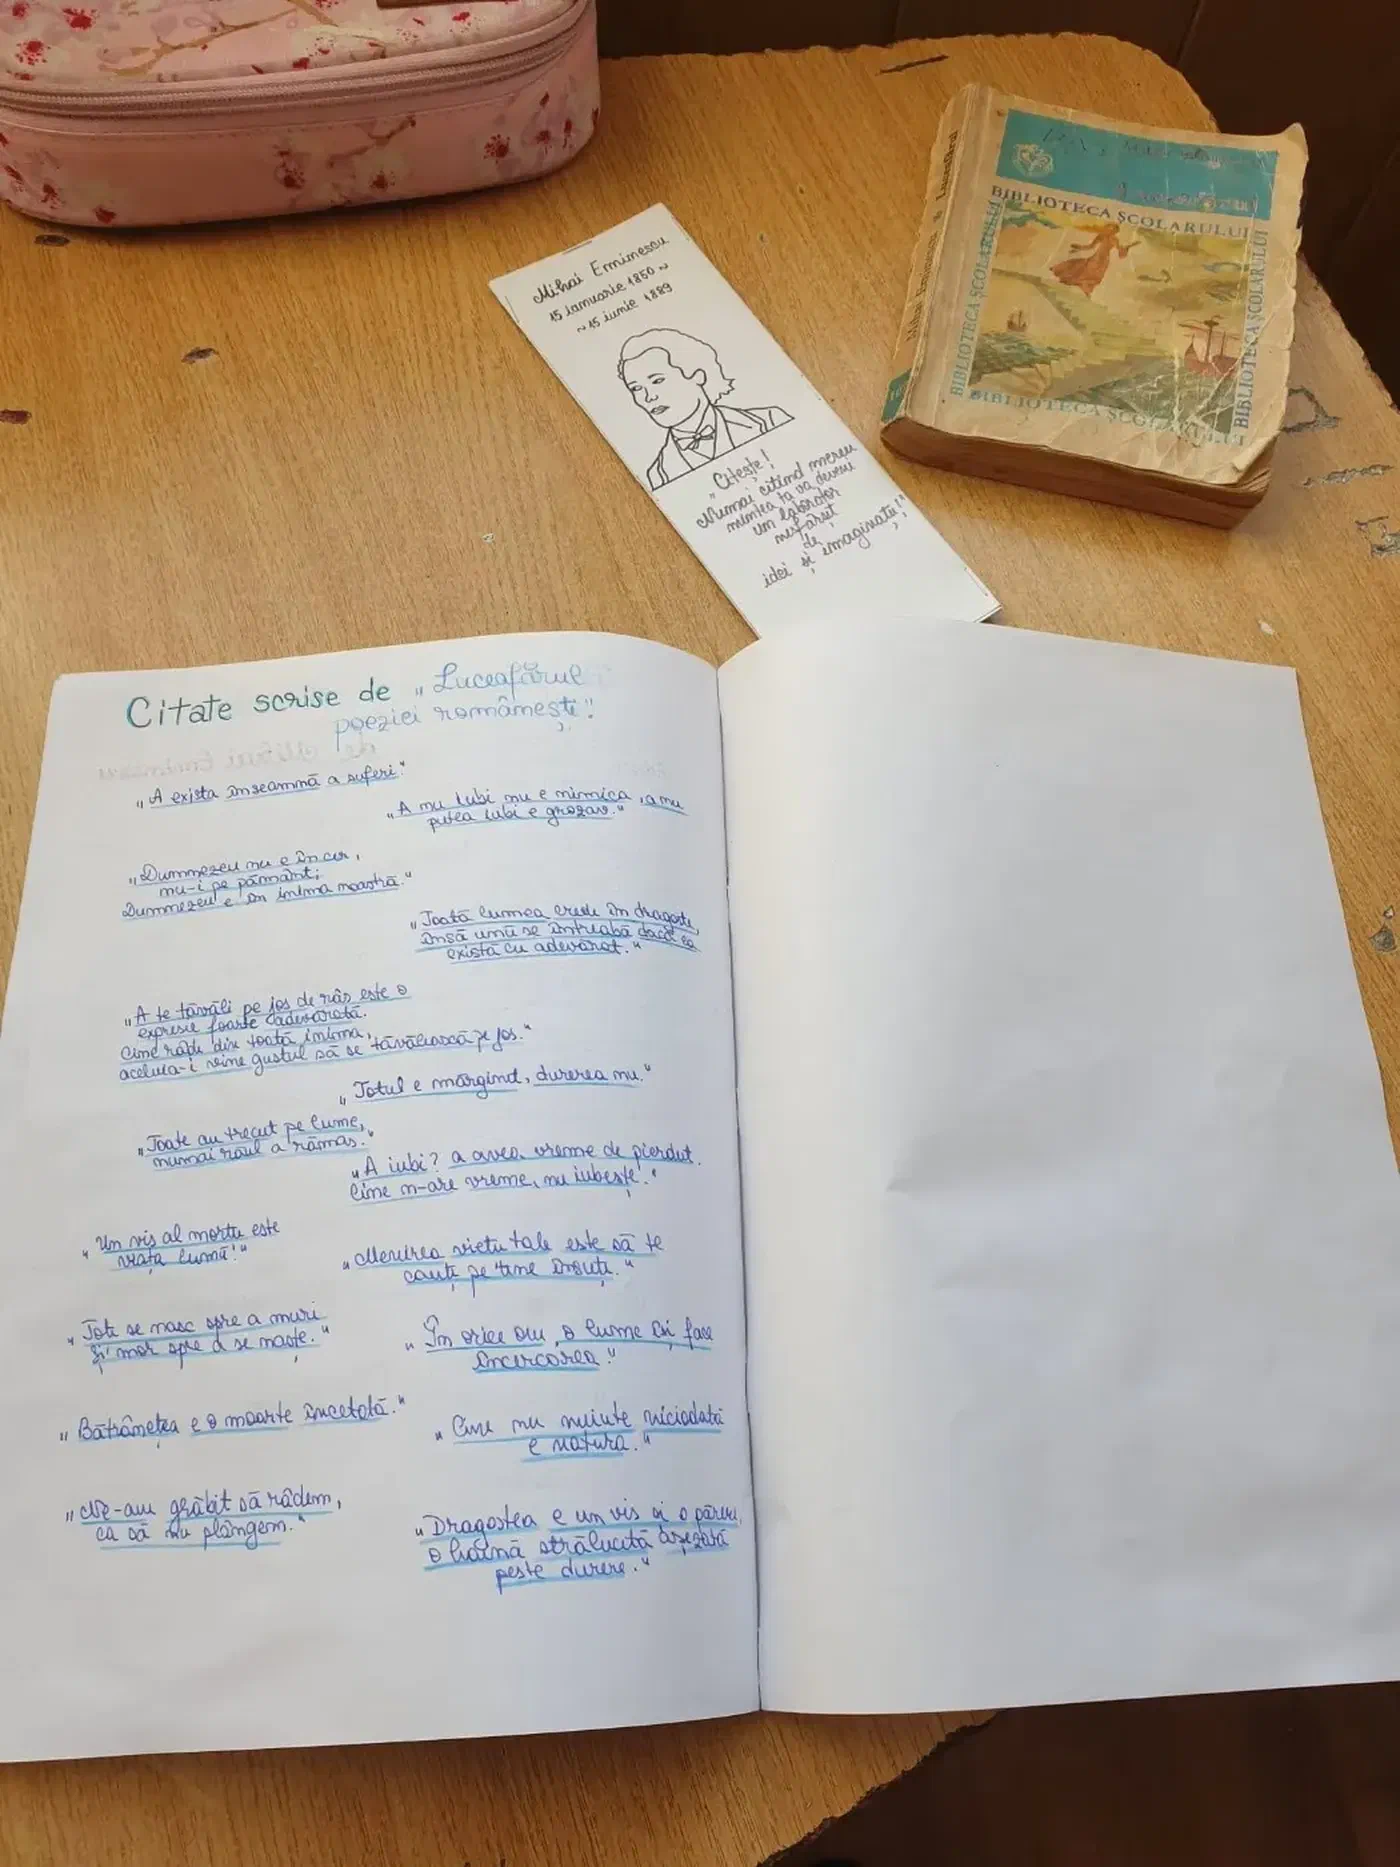 Mihai Eminescu
15 ianuarie 1850 ~
~ 15 iunie 1889
„Citește!
Numai citind mereu
mintea ta va deveni
un laborator
nesfârșit
de
idei și imaginații!"
Mihai Eminescu • Luceafărul
BIBLIOTECA ȘCOLARULUI
BIBLIOTECA ȘCOLARULUI
BIBLIOTECA ȘCOLARULUI
BIBLIOTECA ȘCOLARULUI
Citate scrise de „Luceafărul
poeziei românești"
„A exista înseamnă a suferi."
„A nu iubi nu e nimica, a nu
putea iubi e grozav."
„Dumnezeu nu e în cer,
nu-i pe pământ;
Dumnezeu e în inima noastră."
„Toată lumea crede în dragoste,
însă unii se întreabă dacă ea
există cu adevărat."
„A te tăvăli pe jos de râs este o
expresie foarte adevărată.
Cine râde din toată inima,
aceluia-i vine gustul să se tăvălească pe jos."
„Totul e mărginit, durerea nu."
„Toate au trecut pe lume,
numai răul a rămas."
„A iubi? a avea vreme de pierdut.
Cine n-are vreme, nu iubește."
„Un vis al morții este
viața lumii!"
„Menirea vieții tale este să te
cauți pe tine însuți."
„Toți se nasc spre a muri
și mor spre a se naște."
„În orice om o lume își face
încercarea."
„Bătrânețea e o moarte încetată."
„Cine nu minte niciodată
e natura."
„Ne-am grăbit să râdem,
ca să nu plângem."
„Dragostea e un vis și o părere,
o haină strălucită așezată
peste durere."